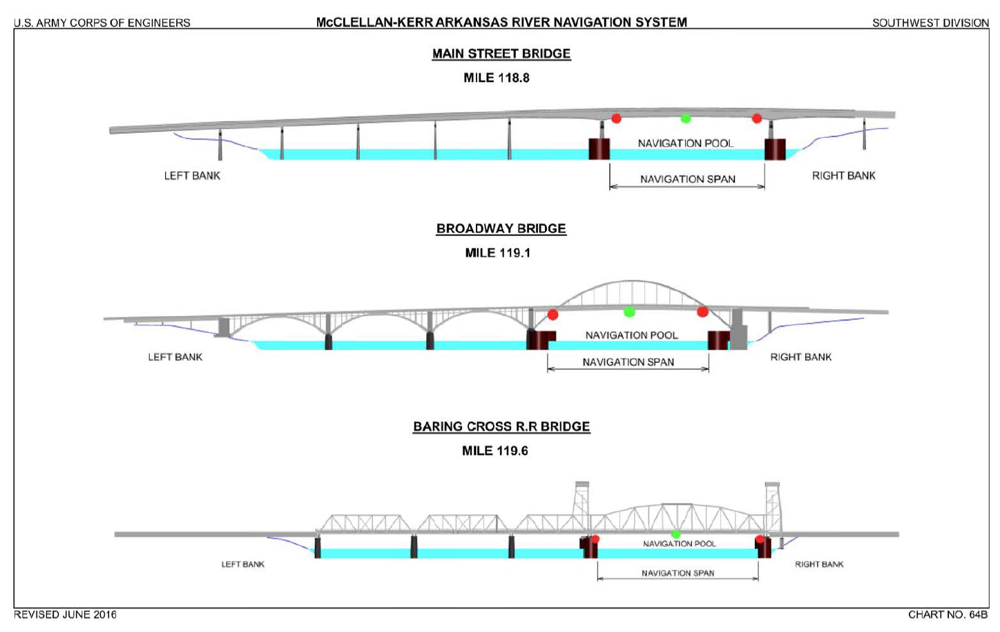 U.S. ARMY CORPS OF ENGINEERS
McCLELLAN-KERR ARKANSAS RIVER NAVIGATION SYSTEM
SOUTHWEST DIVISION
MAIN STREET BRIDGE
MILE 118.8
NAVIGATION POOL
LEFT BANK
NAVIGATION SPAN
RIGHT BANK
BROADWAY BRIDGE
MILE 119.1
NAVIGATION POOL
LEFT BANK
NAVIGATION SPAN
RIGHT BANK
BARING CROSS R.R BRIDGE
MILE 119.6
NAVIGATION POOL
LEFT BANK
NAVIGATION SPAN
RIGHT BANK
REVISED JUNE 2016
CHART NO. 64B